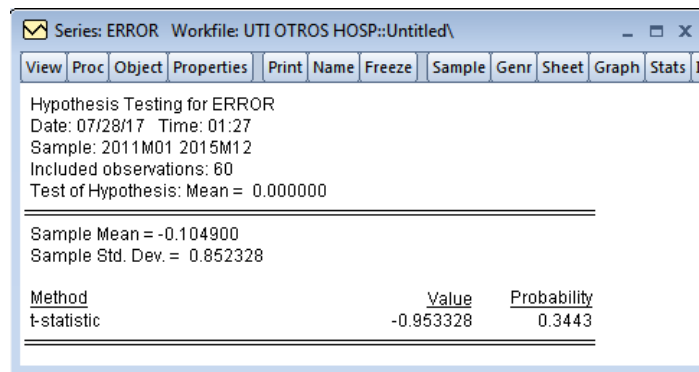 Series: ERROR Workfile: UTI OTROS HOSP::Untitled\
View Proc Object Properties Print Name Freeze Sample Genr Sheet Graph Stats
Hypothesis Testing for ERROR
Date: 07/28/17 Time: 01:27
Sample: 2011M01 2015M12
Included observations: 60
Test of Hypothesis: Mean = 0.000000
Sample Mean = -0.104900
Sample Std. Dev. = 0.852328
Method Value Probability
t-statistic -0.953328 0.3443